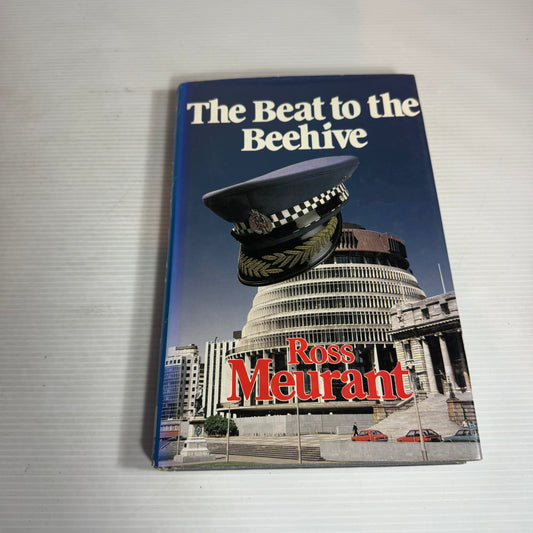 The Beat to the
Beehive
Ross
Meurant